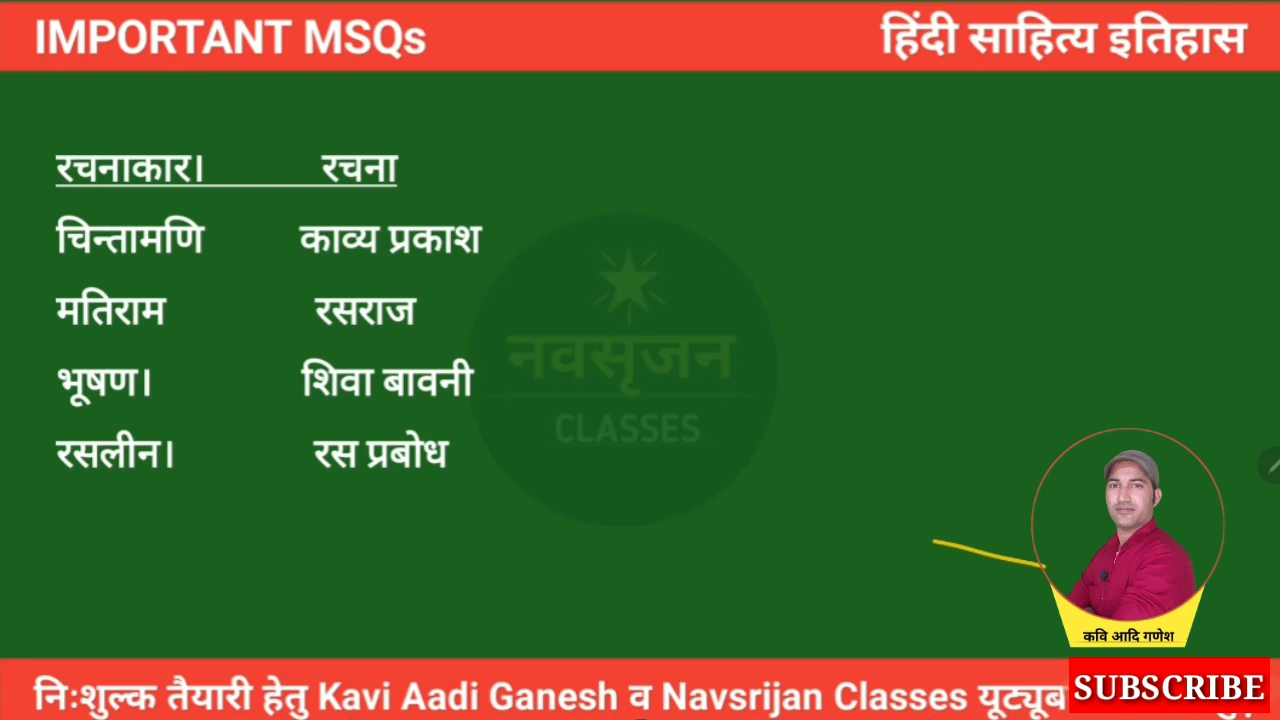 IMPORTANT MSQs हिंदी साहित्य इतिहास
रचनाकार। रचना
चिन्तामणि काव्य प्रकाश
मतिराम रसराज
भूषण। शिवा बावनी
रसलीन। रस प्रबोध
नवसृजन
CLASSES
कवि आदि गणेश
निःशुल्क तैयारी हेतु Kavi Aadi Ganesh व Navsrijan Classes यूट्यूब
SUBSCRIBE